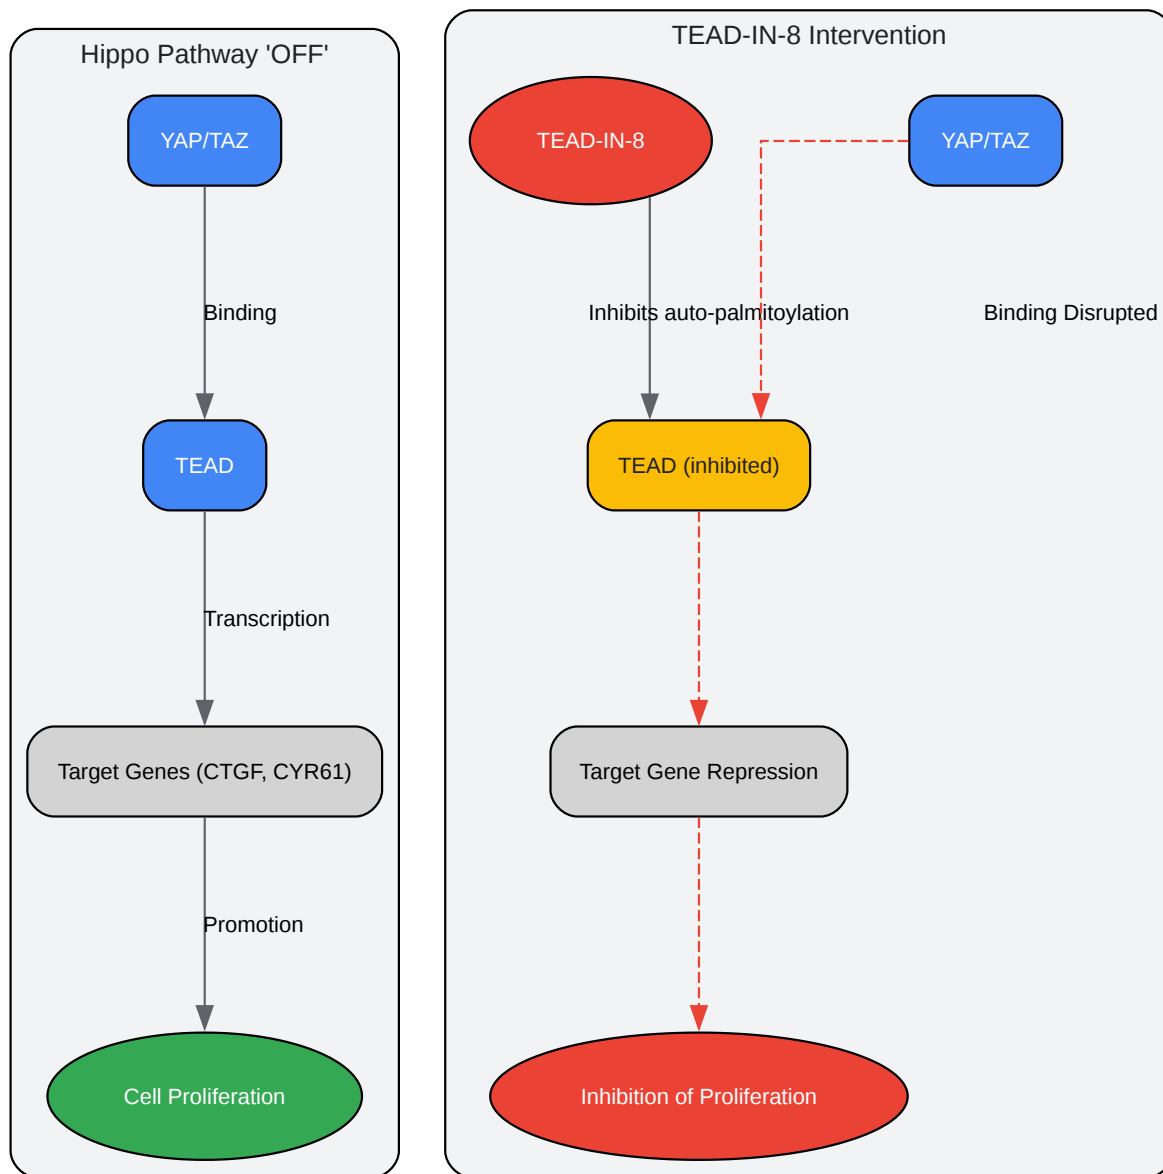 Hippo Pathway 'OFF'
YAP/TAZ
Binding
TEAD
Transcription
Target Genes (CTGF, CYR61)
Promotion
Cell Proliferation
TEAD-IN-8 Intervention
TEAD-IN-8
YAP/TAZ
Inhibits auto-palmitoylation
Binding Disrupted
TEAD (inhibited)
Target Gene Repression
Inhibition of Proliferation